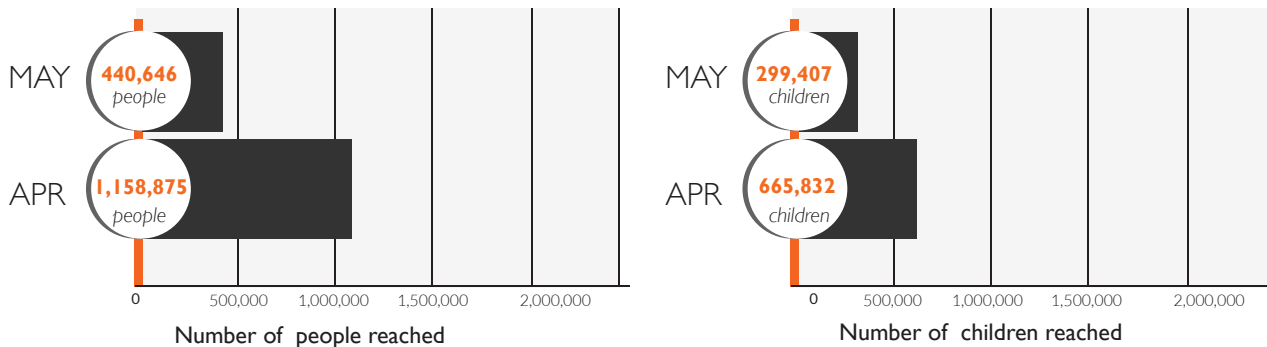 MAY
440,646
people
APR
1,158,875
people
0 500,000 1,000,000 1,500,000 2,000,000
Number of people reached
MAY
299,407
children
APR
665,832
children
0 500,000 1,000,000 1,500,000 2,000,000
Number of children reached